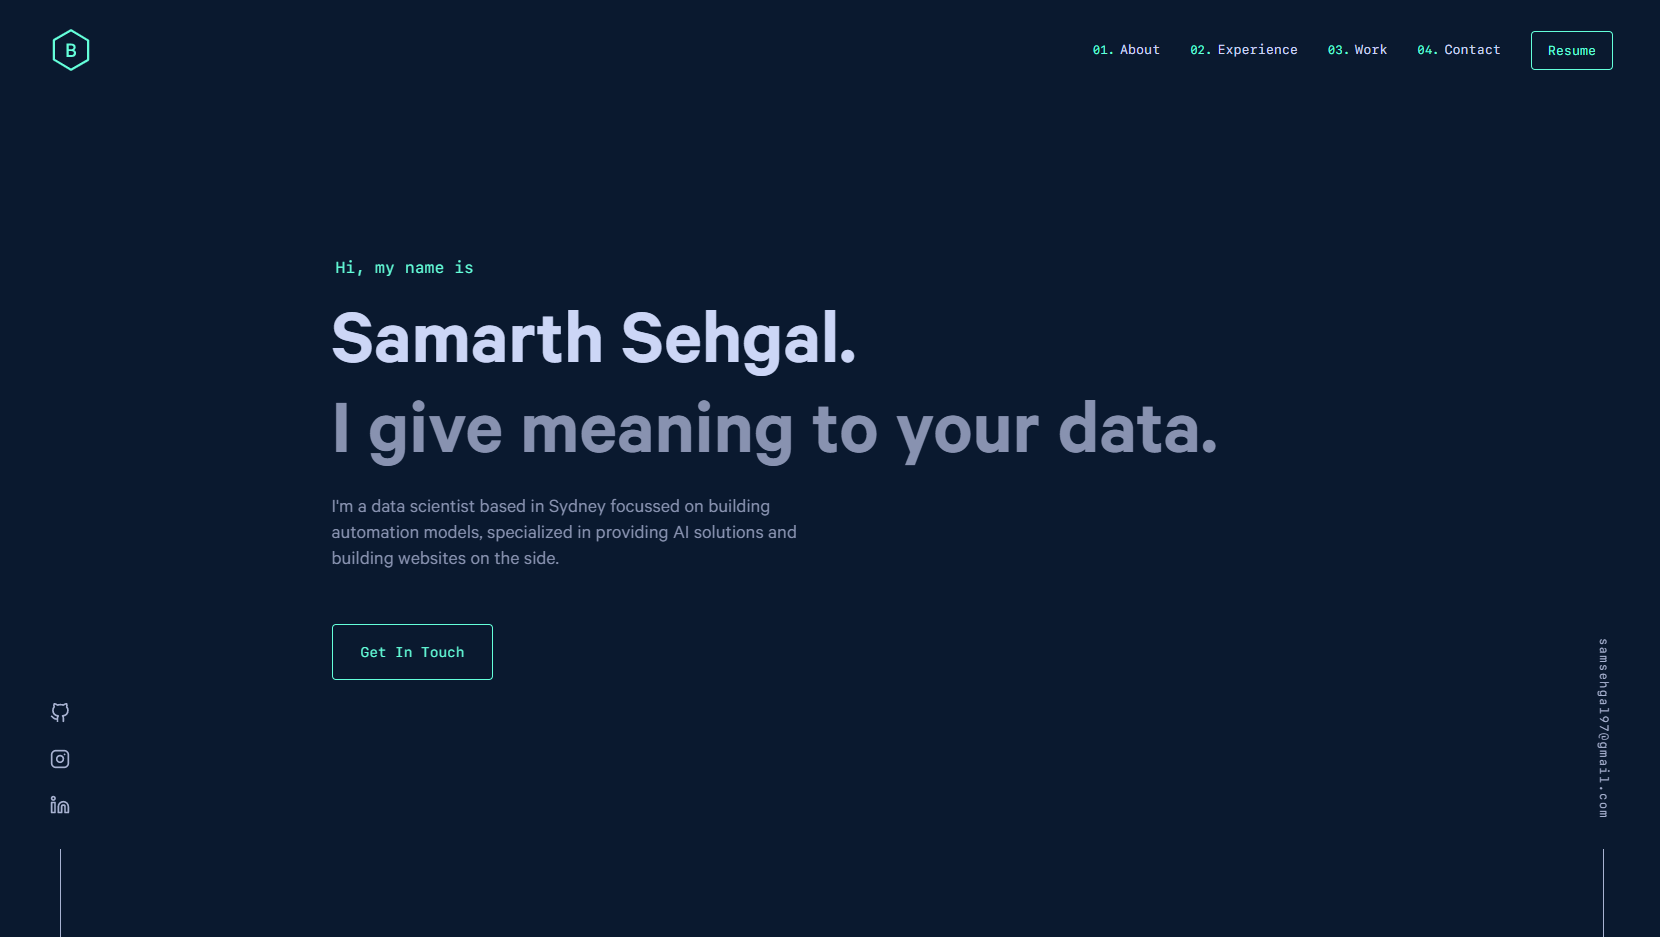 B
01. About 02. Experience 03. Work 04. Contact Resume
Hi, my name is
Samarth Sehgal.
I give meaning to your data.
I'm a data scientist based in Sydney focussed on building
automation models, specialized in providing AI solutions and
building websites on the side.
Get In Touch
samsehgal97@gmail.com